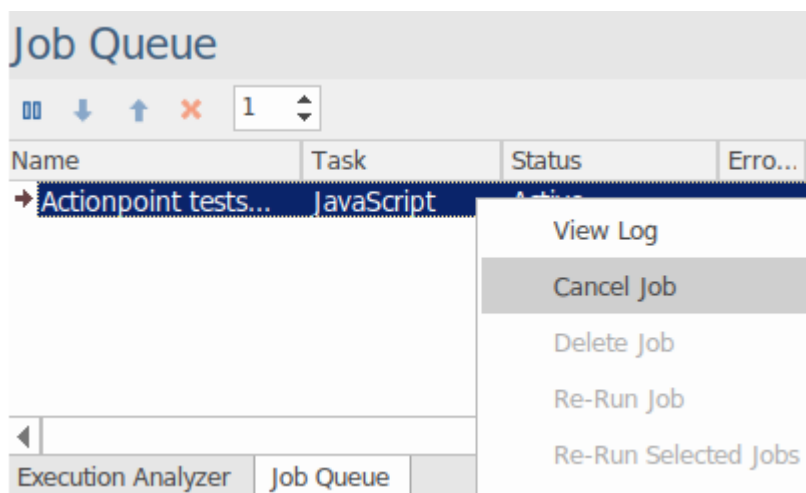 Job Queue
1
Name Task Status Erro...
Actionpoint tests... JavaScript
View Log
Cancel Job
Delete Job
Re-Run Job
Re-Run Selected Jobs
Execution Analyzer Job Queue